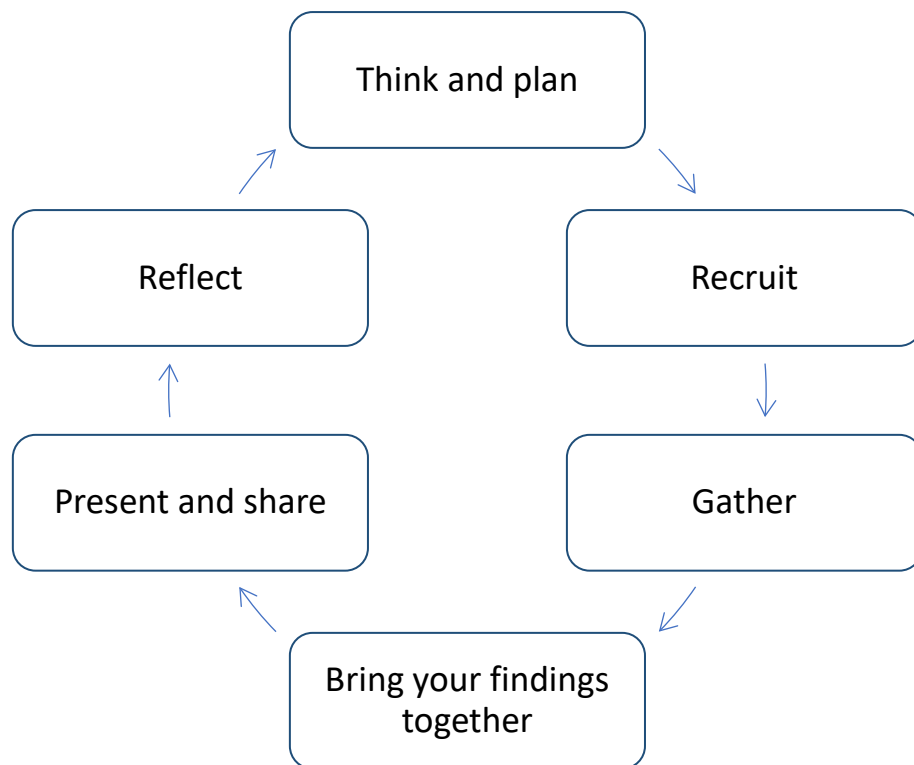 Think and plan
Recruit
Gather
Bring your findings
together
Present and share
Reflect